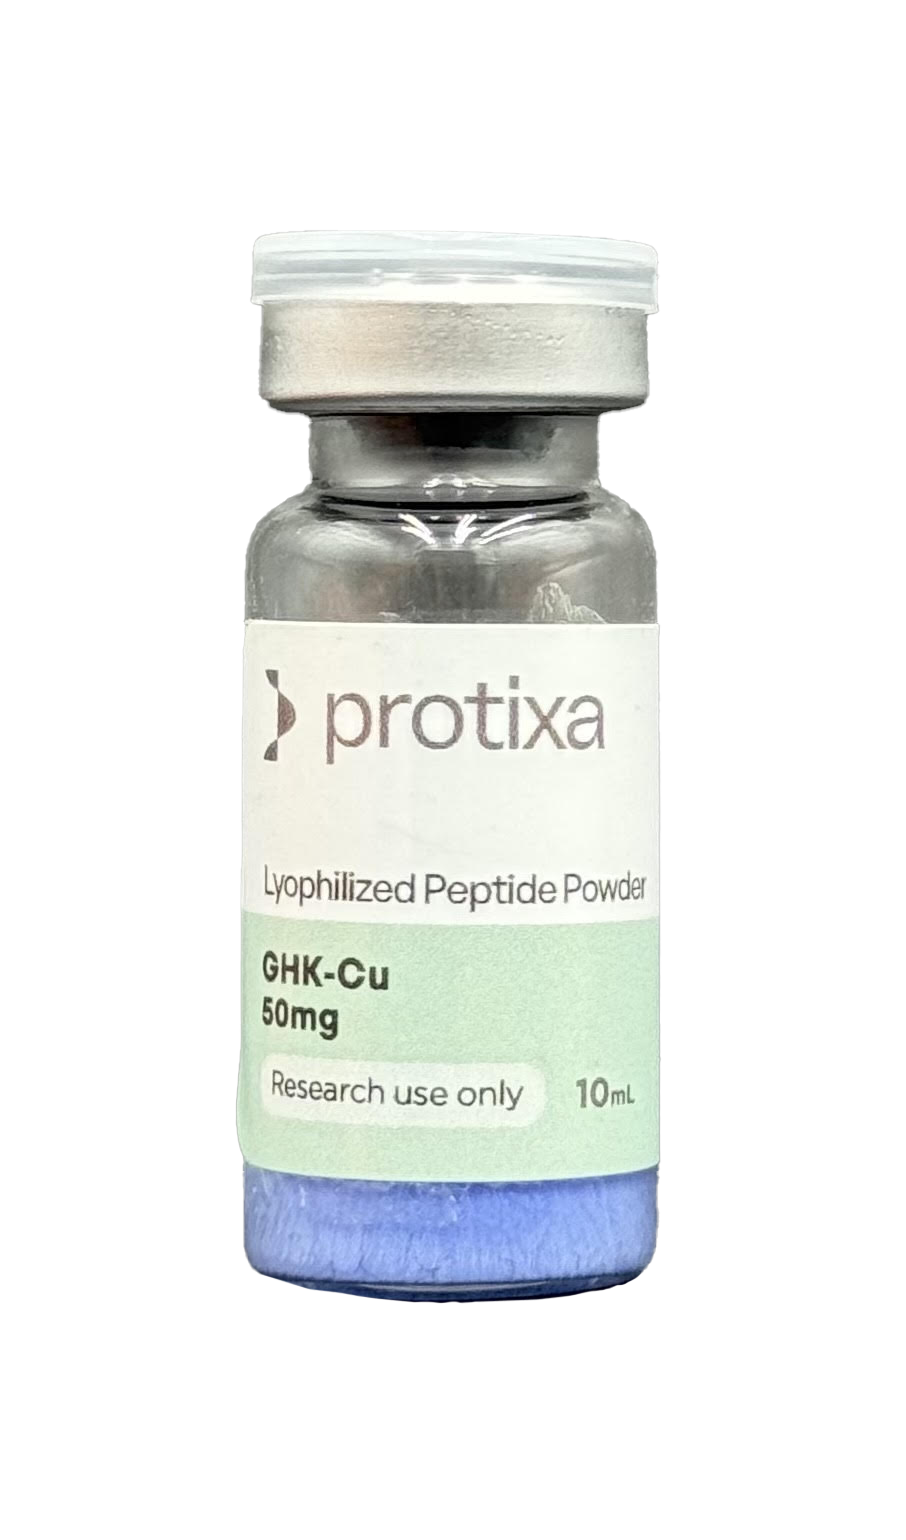 protixa
Lyophilized Peptide Powder
GHK-Cu
50mg
Research use only
10mL